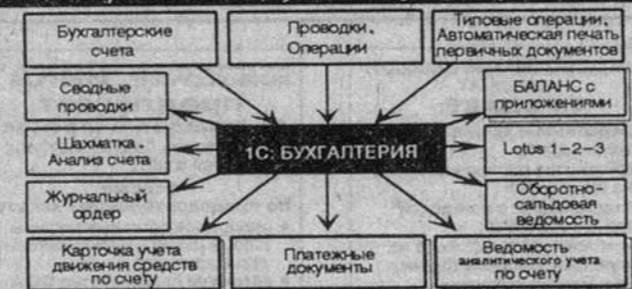 Бухгалтерские
счета
Проводки.
Операции
Типовые операции.
Автоматическая печать
первичных документов
Сводные
проводки
БАЛАНС с
приложениями
Шахматка.
Анализ счета
1С: БУХГАЛТЕРИЯ
Lotus 1-2-3
Журнальный
ордер
Оборотно-
сальдовая
ведомость
Карточка учета
движения средств
по счету
Платежные
документы
Ведомость
аналитического учета
по счету